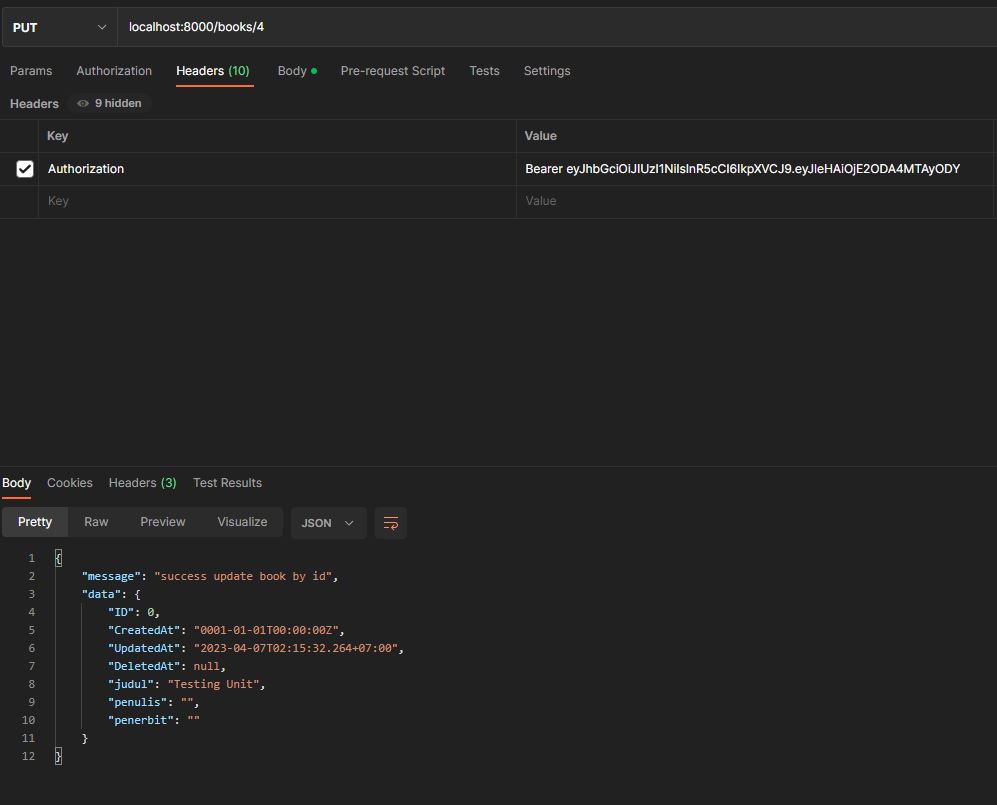 PUT localhost:8000/books/4
Params Authorization Headers (10) Body Pre-request Script Tests Settings
Headers 9 hidden
Key Value
Authorization Bearer eyJhbGciOiJIUzI1NiIsInR5cCI6IkpXVCJ9.eyJleHAiOjE2ODA4MTAyODY
Key Value
Body Cookies Headers (3) Test Results
Pretty Raw Preview Visualize JSON
1 {
2 "message": "success update book by id",
3 "data": {
4 "ID": 0,
5 "CreatedAt": "0001-01-01T00:00:00Z",
6 "UpdatedAt": "2023-04-07T02:15:32.264+07:00",
7 "DeletedAt": null,
8 "judul": "Testing Unit",
9 "penulis": "",
10 "penerbit": ""
11 }
12 }